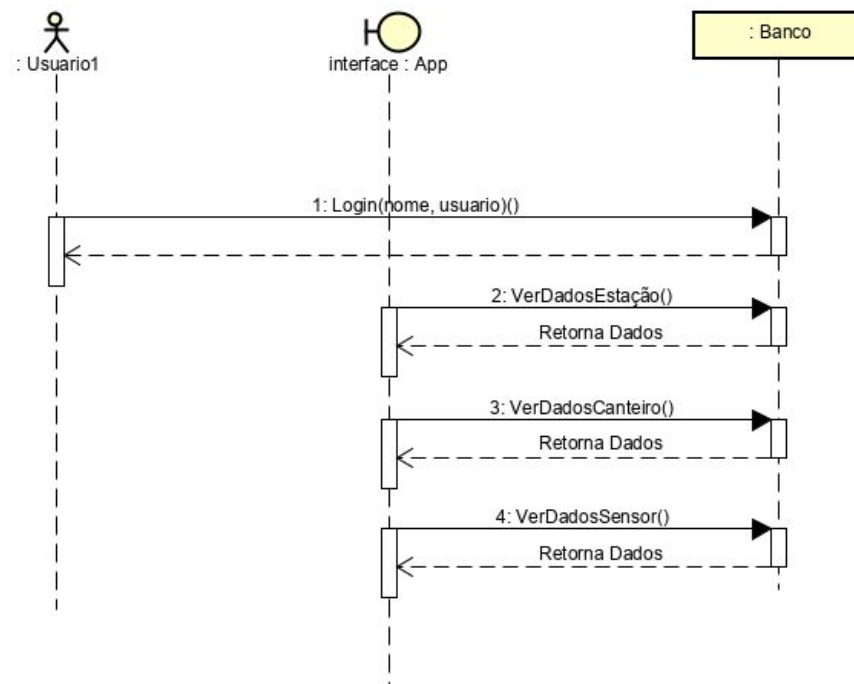 : Usuario1
interface : App
: Banco
1: Login(nome, usuario)()
2: VerDadosEstação()
Retorna Dados
3: VerDadosCanteiro()
Retorna Dados
4: VerDadosSensor()
Retorna Dados